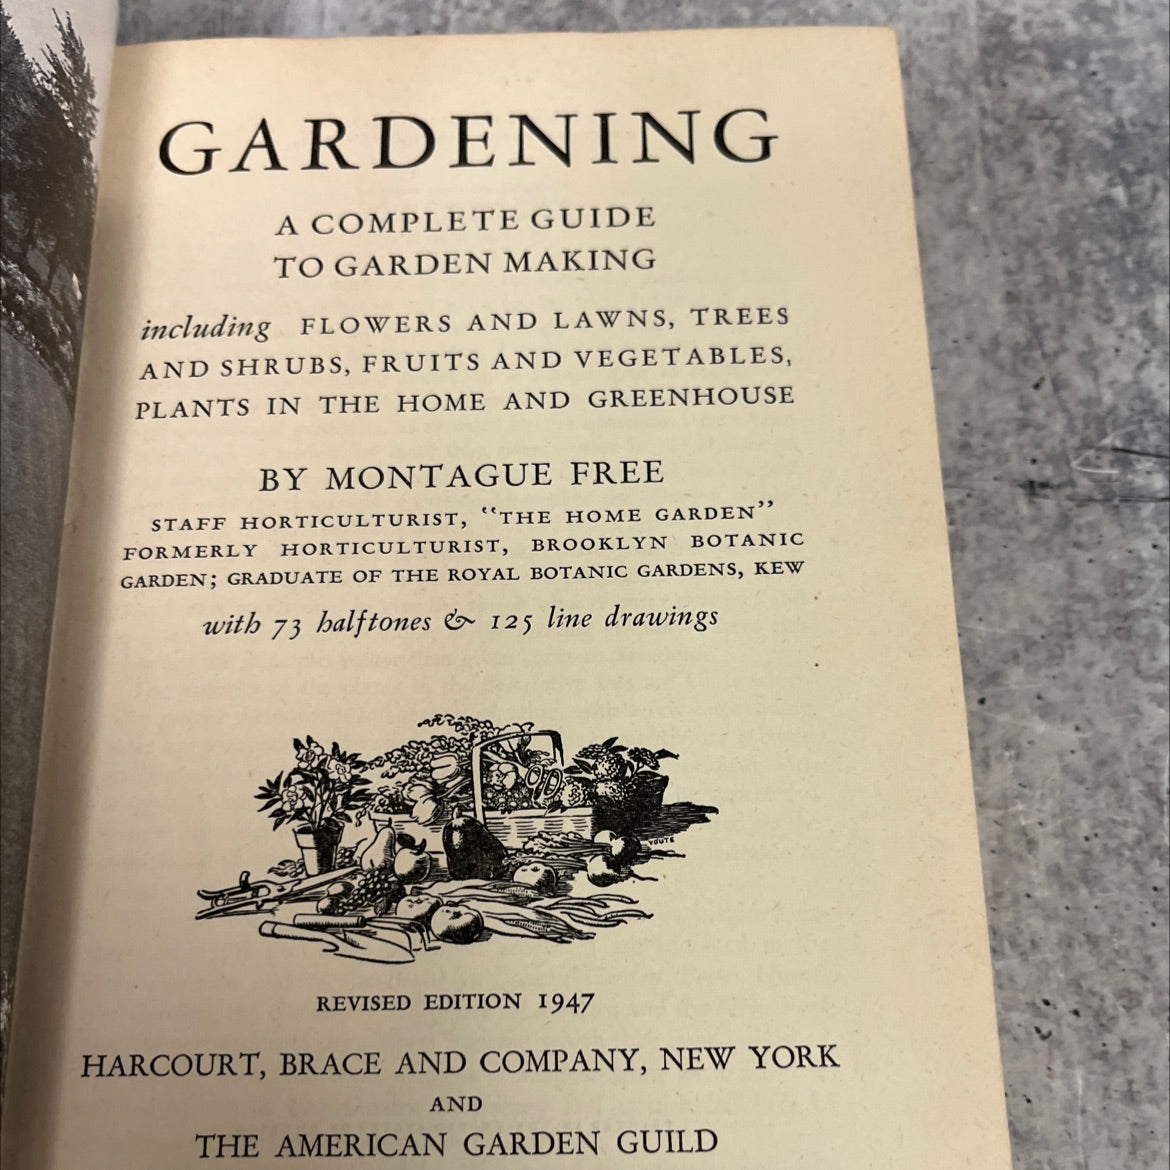 GARDENING
A COMPLETE GUIDE
TO GARDEN MAKING
including FLOWERS AND LAWNS, TREES
AND SHRUBS, FRUITS AND VEGETABLES,
PLANTS IN THE HOME AND GREENHOUSE
BY MONTAGUE FREE
STAFF HORTICULTURIST, “THE HOME GARDEN”
FORMERLY HORTICULTURIST, BROOKLYN BOTANIC
GARDEN; GRADUATE OF THE ROYAL BOTANIC GARDENS, KEW
with 73 halftones & 125 line drawings
VOUTE
REVISED EDITION 1947
HARCOURT, BRACE AND COMPANY, NEW YORK
AND
THE AMERICAN GARDEN GUILD